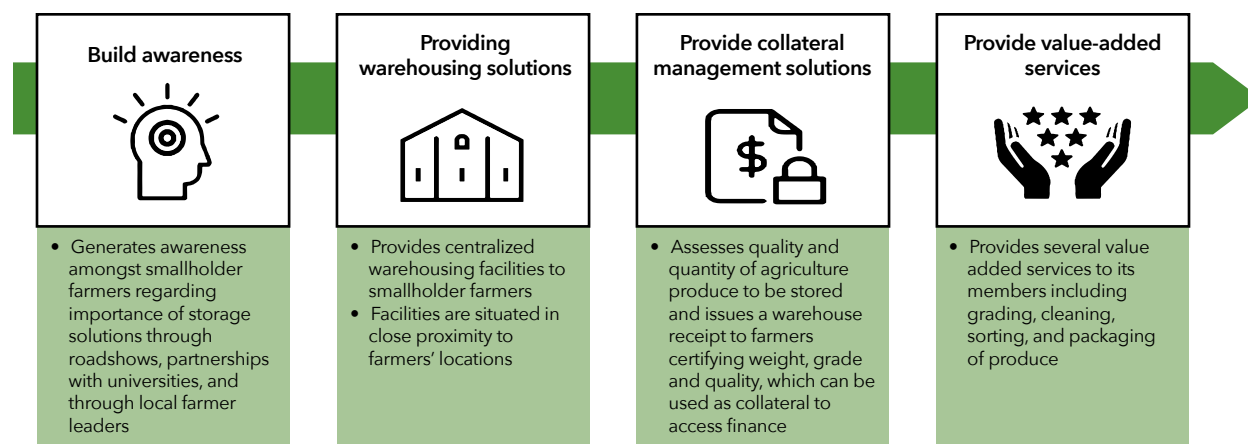 Build awareness
• Generates awareness
amongst smallholder
farmers regarding
importance of storage
solutions through
roadshows, partnerships
with universities, and
through local farmer
leaders
Providing
warehousing solutions
• Provides centralized
warehousing facilities to
smallholder farmers
• Facilities are situated in
close proximity to
farmers’ locations
Provide collateral
management solutions
$
• Assesses quality and
quantity of agriculture
produce to be stored
and issues a warehouse
receipt to farmers
certifying weight, grade
and quality, which can be
used as collateral to
access finance
Provide value-added
services
• Provides several value
added services to its
members including
grading, cleaning,
sorting, and packaging
of produce